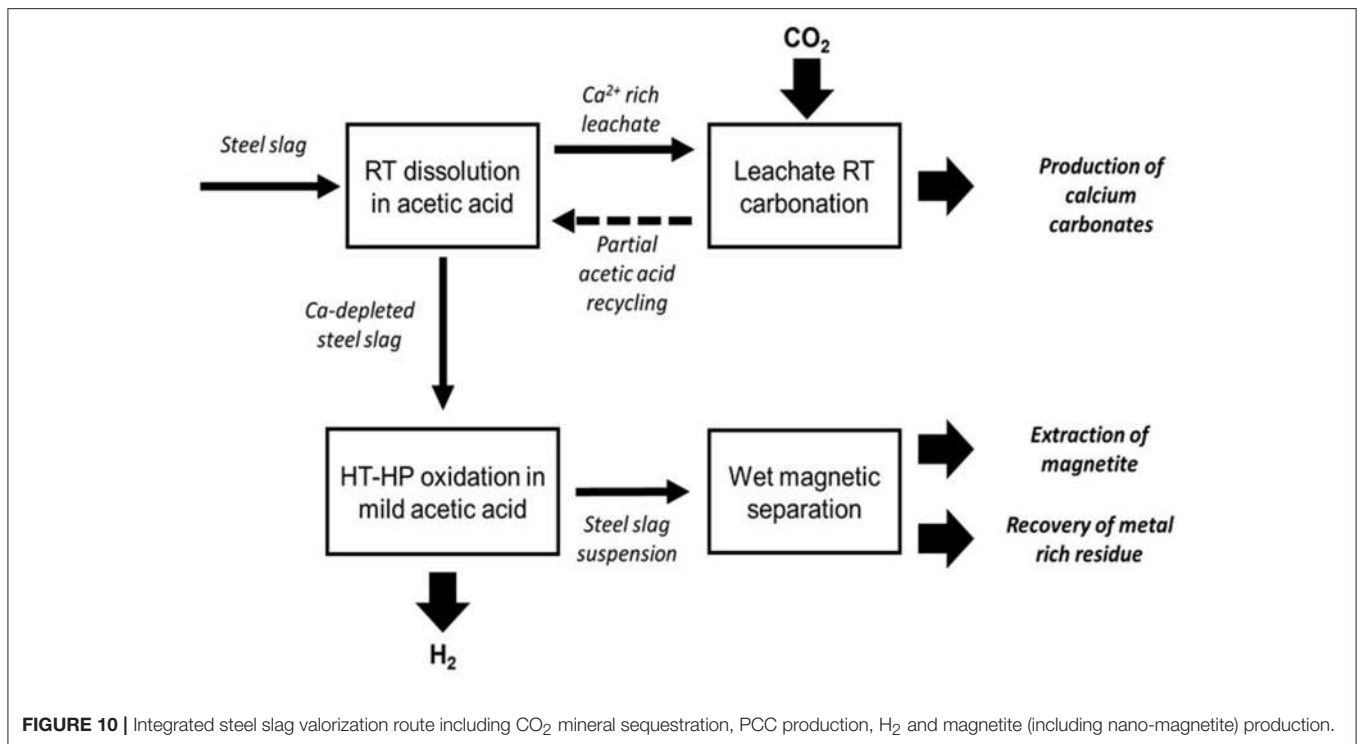 CO₂
Steel slag
RT dissolution
in acetic acid
Ca²⁺ rich
leachate
Partial
acetic acid
recycling
Leachate RT
carbonation
Production of
calcium
carbonates
Ca-depleted
steel slag
HT-HP oxidation in
mild acetic acid
Steel slag
suspension
Wet magnetic
separation
Extraction of
magnetite
Recovery of metal
rich residue
H₂
FIGURE 10 | Integrated steel slag valorization route including CO₂ mineral sequestration, PCC production, H₂ and magnetite (including nano-magnetite) production.